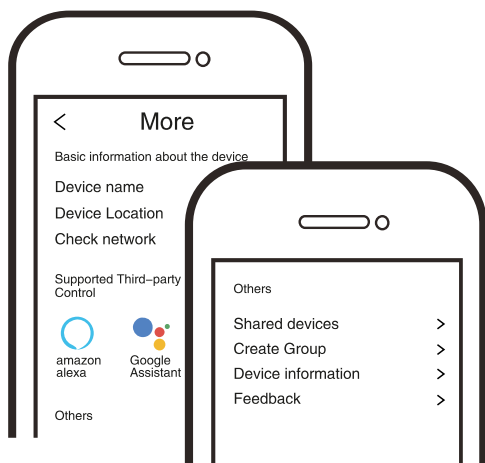 More
Basic information about the device
Device name
Device Location
Check network
Supported Third-party
Control
amazon
alexa
Google
Assistant
Others
Others
Shared devices
Create Group
Device information
Feedback